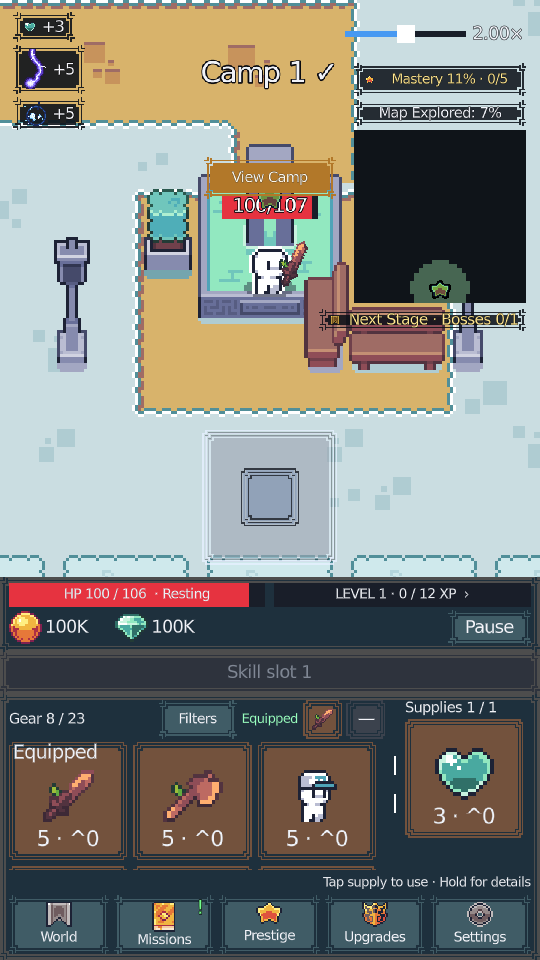 +3
2.00×
+5
Camp 1 ✓
Mastery 11% · 0/5
Map Explored: 7%
+5
View Camp
100/107
Next Stage · Bosses 0/1
HP 100 / 106 · Resting
LEVEL 1 · 0 / 12 XP ›
100K
100K
Pause
Skill slot 1
Gear 8 / 23
Filters
Equipped
—
Supplies 1 / 1
Equipped
5 · ^0
5 · ^0
5 · ^0
3 · ^0
Tap supply to use · Hold for details
World
Missions
!
Prestige
Upgrades
Settings